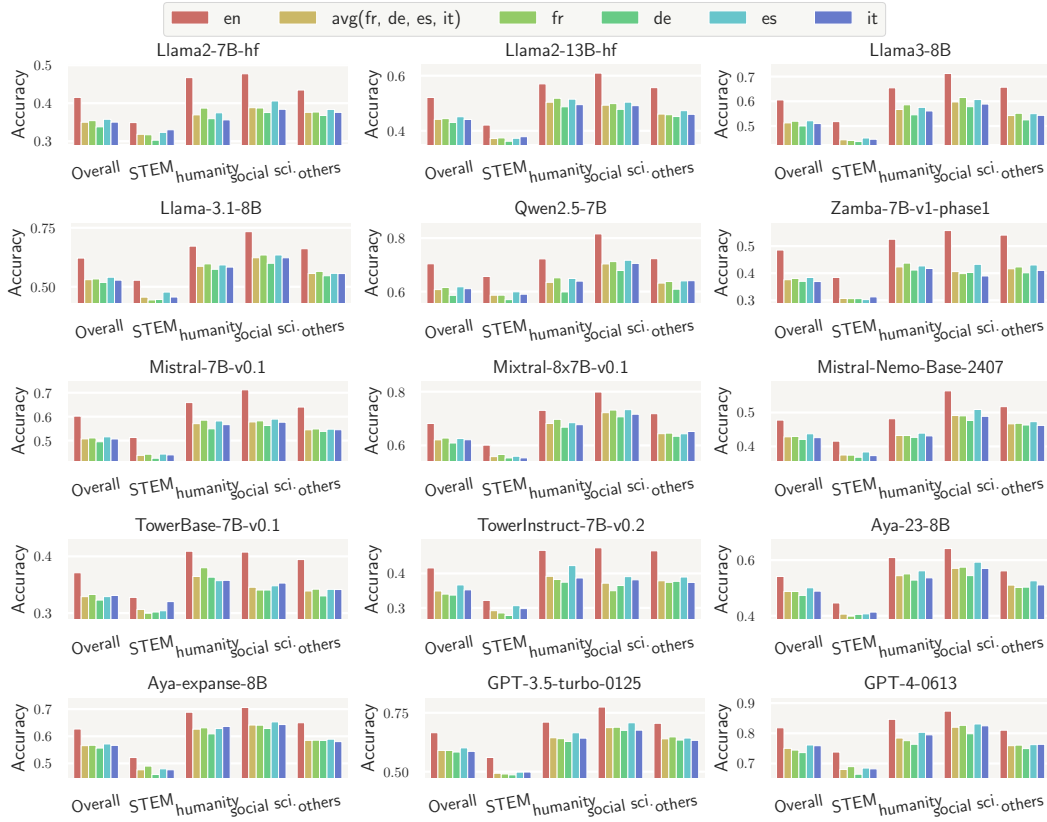 en avg(fr, de, es, it) fr de es it
Llama2-7B-hf Llama2-13B-hf Llama3-8B
Accuracy
0.5
0.4
0.3
Overall STEM humanity social sci. others
Accuracy
0.6
0.4
Overall STEM humanity social sci. others
Accuracy
0.7
0.6
0.5
Overall STEM humanity social sci. others
Llama-3.1-8B Qwen2.5-7B Zamba-7B-v1-phase1
Accuracy
0.75
0.50
Overall STEM humanity social sci. others
Accuracy
0.8
0.6
Overall STEM humanity social sci. others
Accuracy
0.5
0.4
0.3
Overall STEM humanity social sci. others
Mistral-7B-v0.1 Mixtral-8x7B-v0.1 Mistral-Nemo-Base-2407
Accuracy
0.7
0.6
0.5
Overall STEM humanity social sci. others
Accuracy
0.8
0.6
Overall STEM humanity social sci. others
Accuracy
0.5
0.4
Overall STEM humanity social sci. others
TowerBase-7B-v0.1 TowerInstruct-7B-v0.2 Aya-23-8B
Accuracy
0.4
0.3
Overall STEM humanity social sci. others
Accuracy
0.4
0.3
Overall STEM humanity social sci. others
Accuracy
0.6
0.4
Overall STEM humanity social sci. others
Aya-expanse-8B GPT-3.5-turbo-0125 GPT-4-0613
Accuracy
0.7
0.6
0.5
Overall STEM humanity social sci. others
Accuracy
0.75
0.50
Overall STEM humanity social sci. others
Accuracy
0.9
0.8
0.7
Overall STEM humanity social sci. others